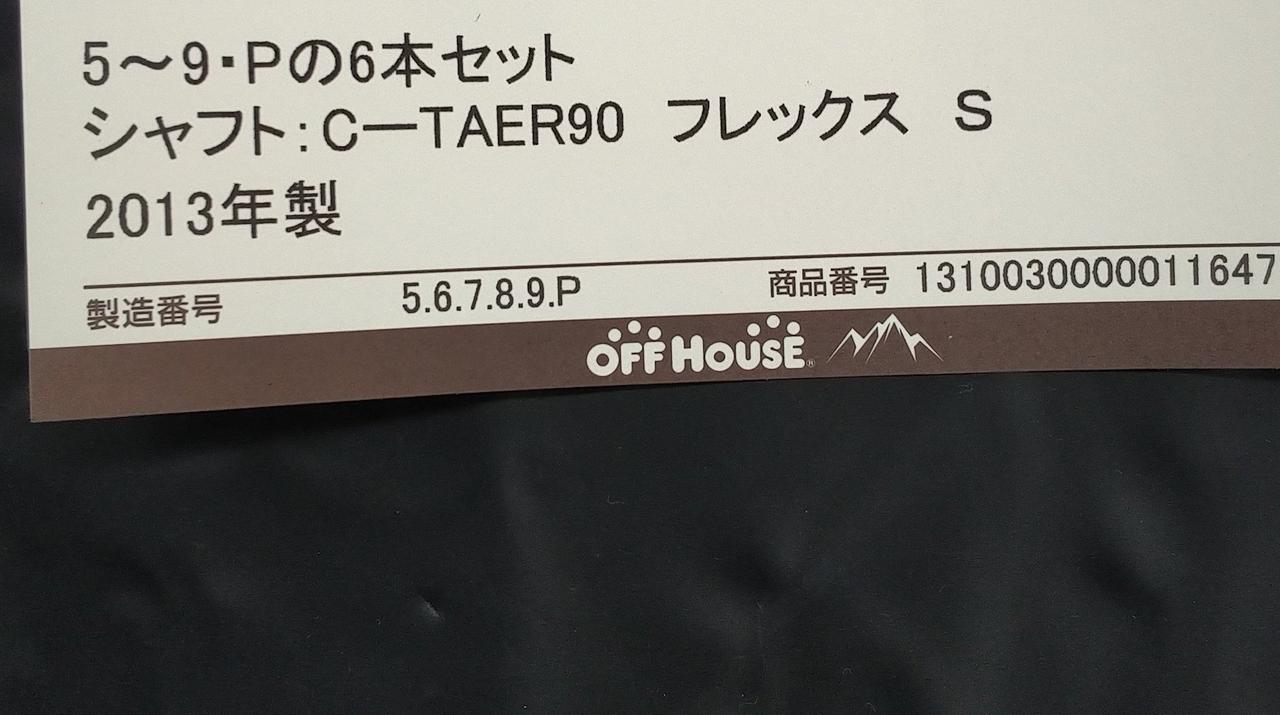 5～9・Pの6本セット
シャフト：C―TAER90　フレックス　S
2013年製
製造番号 5.6.7.8.9.P 商品番号 1310030000011647
OFF HOUSE®